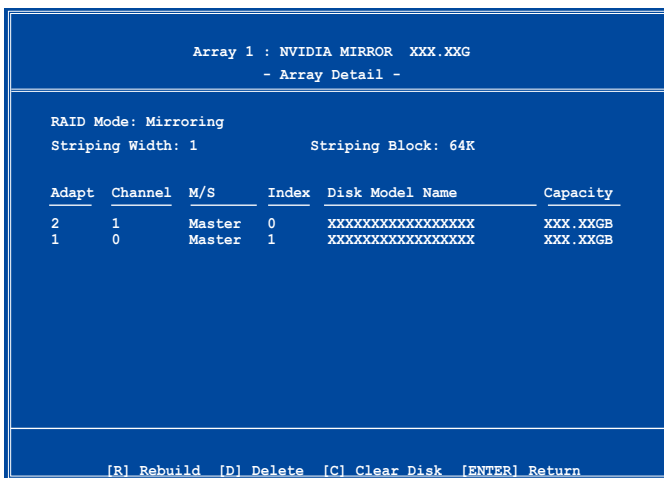 Array 1 : NVIDIA MIRROR XXX.XXG
- Array Detail -
RAID Mode: Mirroring
Striping Width: 1 Striping Block: 64K
Adapt Channel M/S Index Disk Model Name Capacity
2 1 Master 0 XXXXXXXXXXXXXXXXX XXX.XXGB
1 0 Master 1 XXXXXXXXXXXXXXXXX XXX.XXGB
[R] Rebuild [D] Delete [C] Clear Disk [ENTER] Return